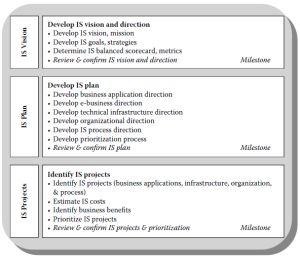 IS Vision
Develop IS vision and direction
• Develop IS vision, mission
• Develop IS goals, strategies
• Determine IS balanced scorecard, metrics
• Review & confirm IS vision and direction Milestone
IS Plan
Develop IS plan
• Develop business application direction
• Develop e-business direction
• Develop technical infrastructure direction
• Develop organizational direction
• Develop IS process direction
• Develop prioritization process
• Review & confirm IS plan Milestone
IS Projects
Identify IS projects
• Identify IS projects (business applications, infrastructure, organization,
& process)
• Estimate IS costs
• Identify business benefits
• Prioritize IS projects
• Review & confirm IS projects & prioritization Milestone